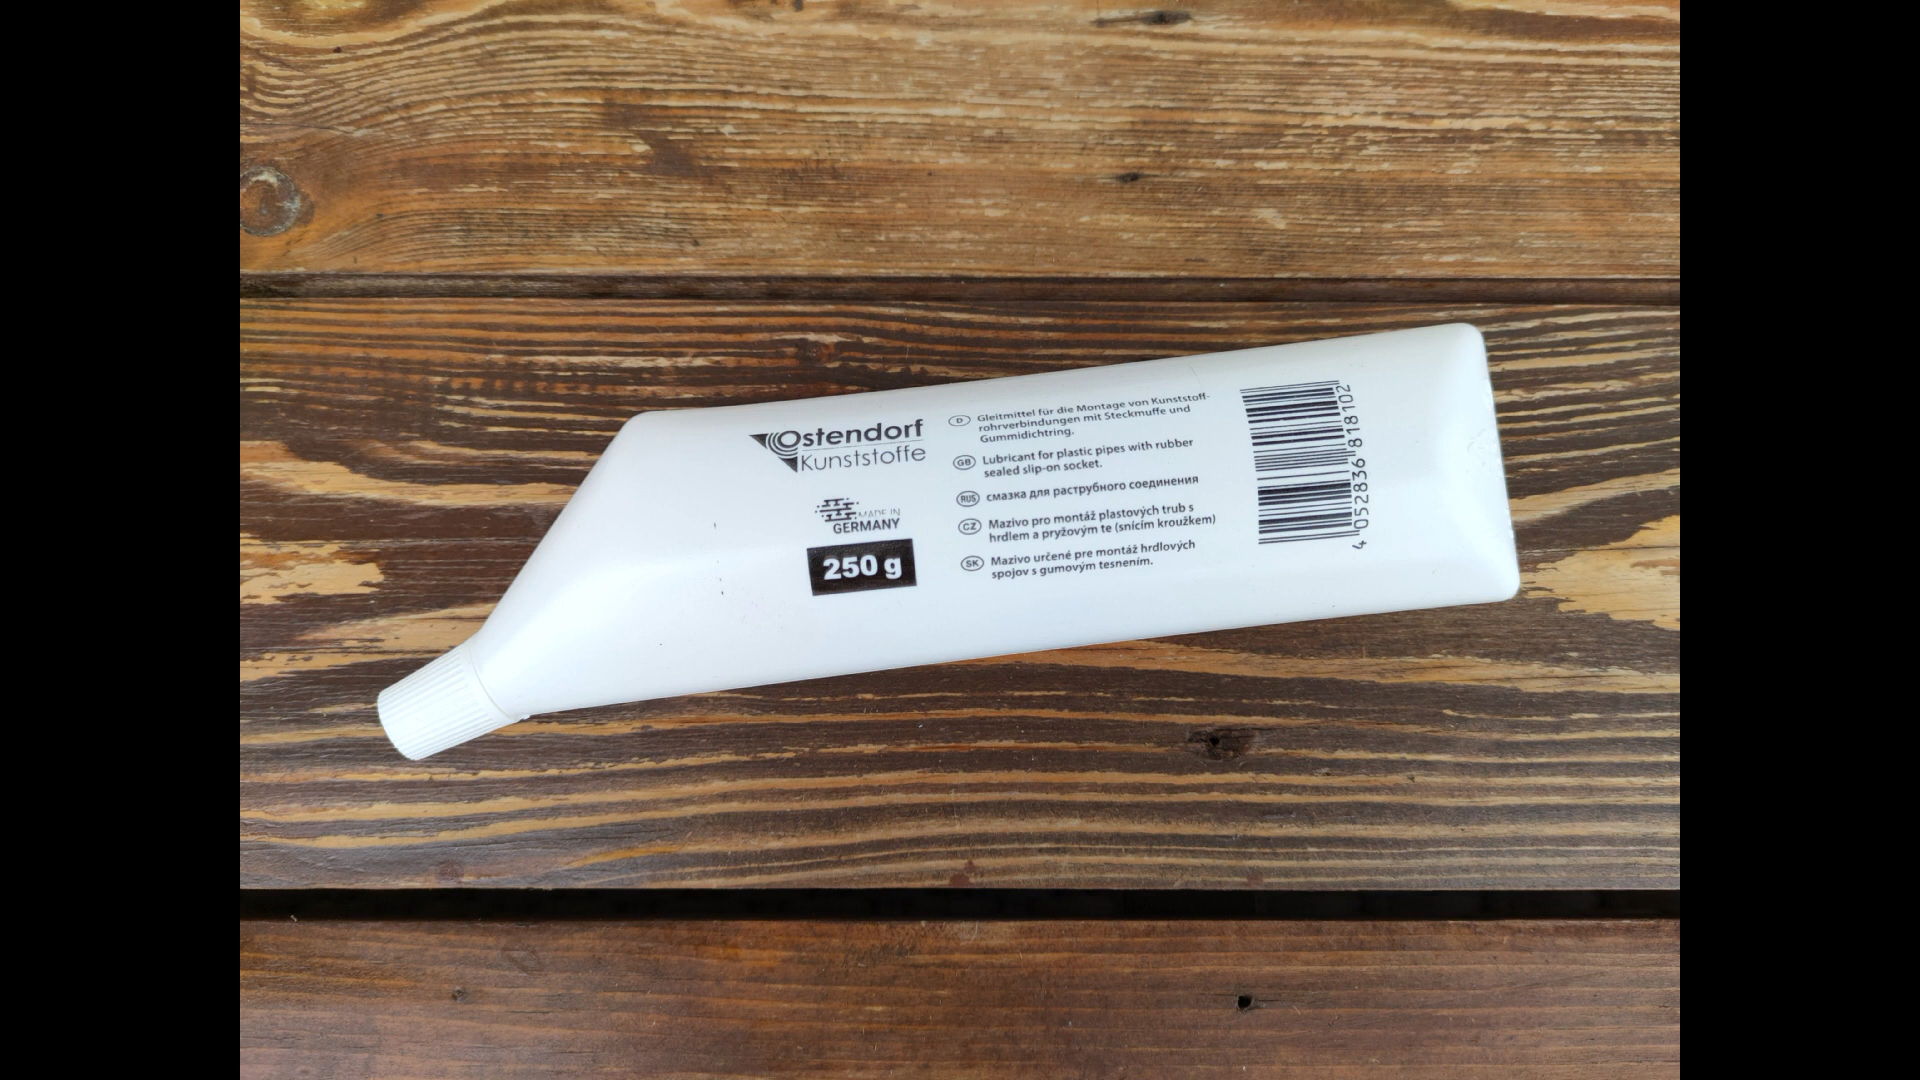 Ostendorf
Kunststoffe
MADE IN
GERMANY
250 g
D Gleitmittel für die Montage von Kunststoff-
rohrverbindungen mit Steckmuffe und
Gummidichtring.
GB Lubricant for plastic pipes with rubber
sealed slip-on socket.
RUS смазка для раструбного соединения
CZ Mazivo pro montáž plastových trub s
hrdlem a pryžovým te (snícím kroužkem)
SK Mazivo určené pre montáž hrdlových
spojov s gumovým tesnením.
4 052836 818102